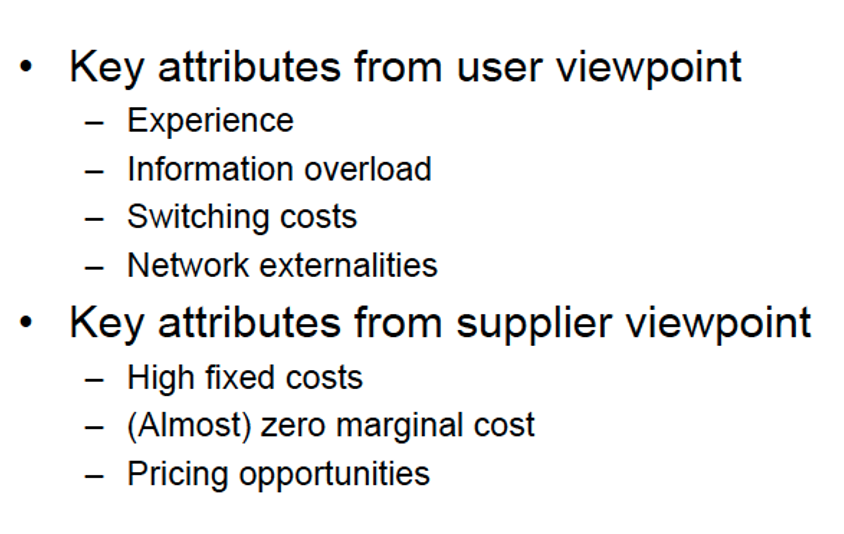 • Key attributes from user viewpoint
– Experience
– Information overload
– Switching costs
– Network externalities
• Key attributes from supplier viewpoint
– High fixed costs
– (Almost) zero marginal cost
– Pricing opportunities